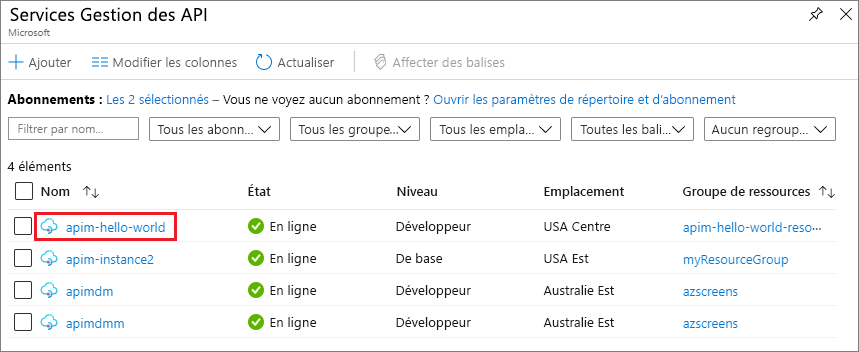 Services Gestion des API
Microsoft
Ajouter Modifier les colonnes Actualiser Affecter des balises
Abonnements : Les 2 sélectionnés – Vous ne voyez aucun abonnement ? Ouvrir les paramètres de répertoire et d’abonnement
Filtrer par nom... Tous les abonn... Tous les groupe... Tous les empla... Toutes les bali... Aucun regroup...
4 éléments
Nom État Niveau Emplacement Groupe de ressources
apim-hello-world En ligne Développeur USA Centre apim-hello-world-reso...
apim-instance2 En ligne De base USA Est myResourceGroup
apimdm En ligne Développeur Australie Est azscreens
apimdmm En ligne Développeur Australie Est azscreens